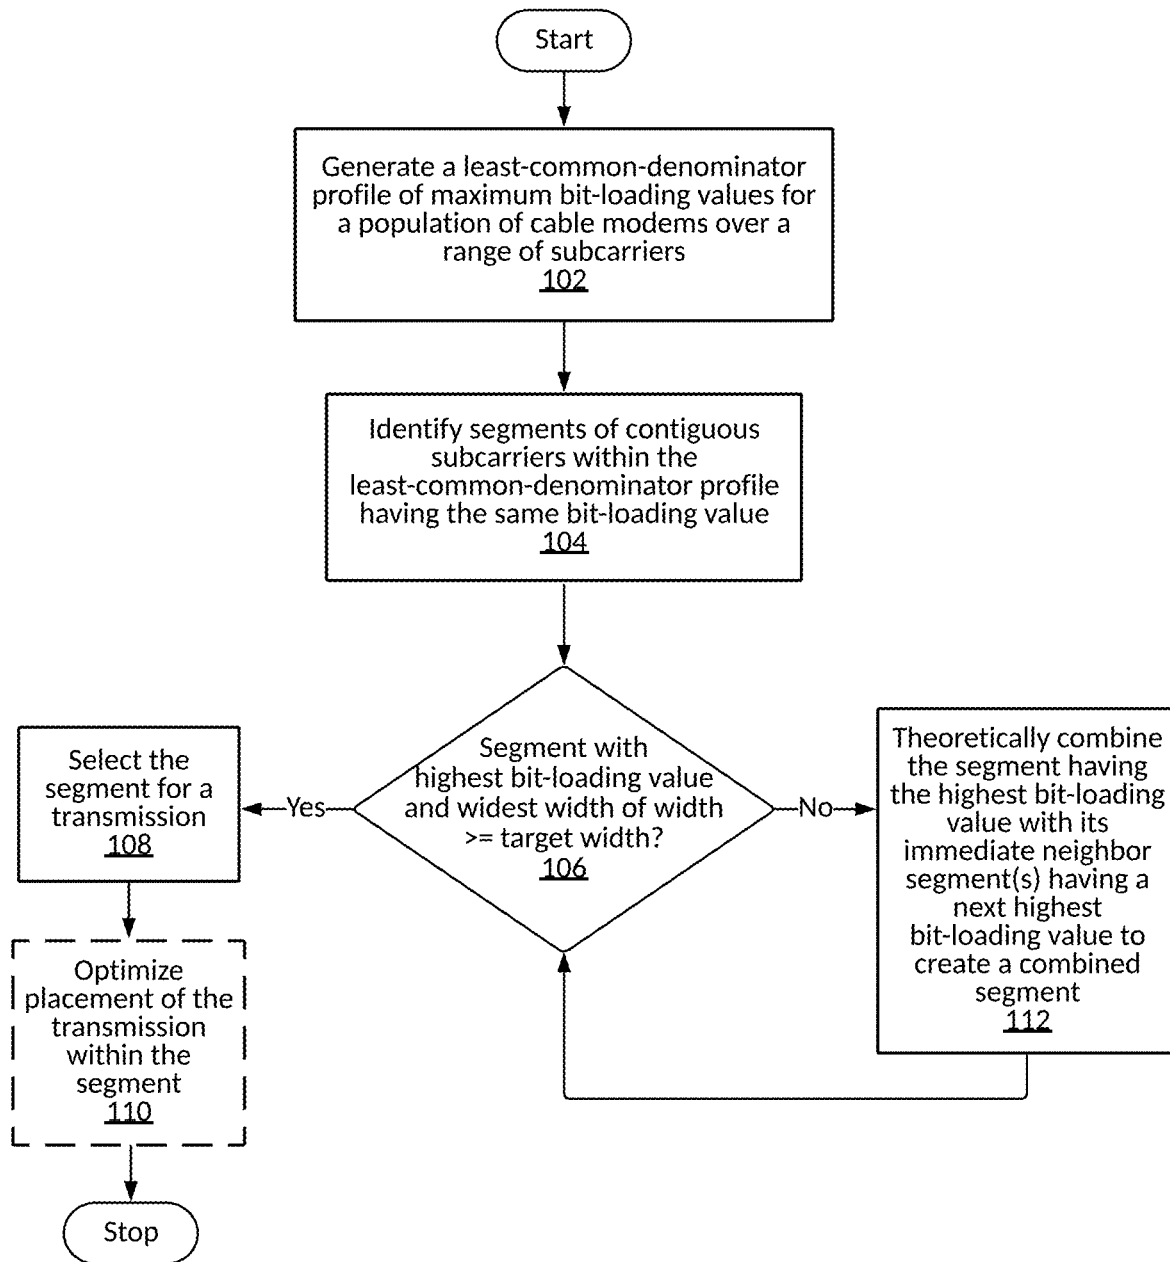 Start
Generate a least-common-denominator
profile of maximum bit-loading values for
a population of cable modems over a
range of subcarriers
102
Identify segments of contiguous
subcarriers within the
least-common-denominator profile
having the same bit-loading value
104
Segment with
highest bit-loading value
and widest width of width
>= target width?
106
Yes
No
Select the
segment for a
transmission
108
Optimize
placement of the
transmission
within the
segment
110
Stop
Theoretically combine
the segment having
the highest bit-loading
value with its
immediate neighbor
segment(s) having a
next highest
bit-loading value to
create a combined
segment
112